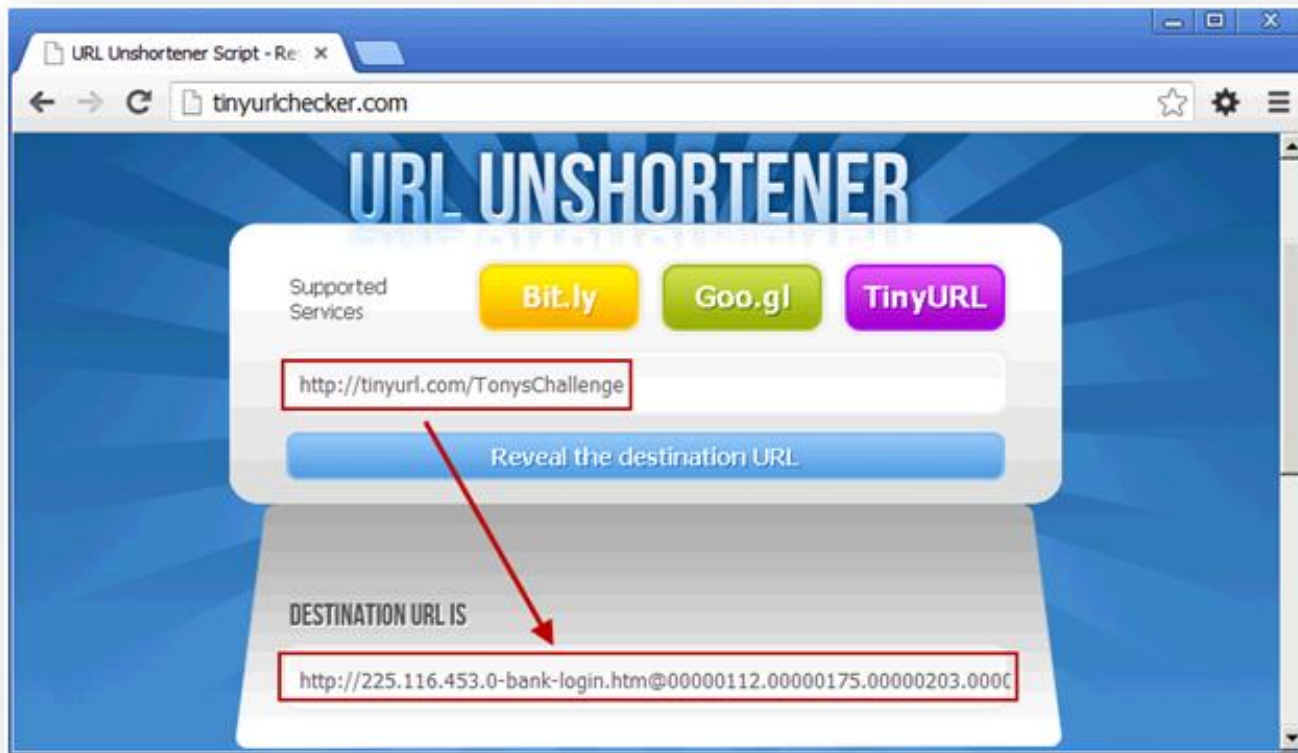 URL Unshortener Script - Re
tinyurlchecker.com
URL UNSHORTENER
Supported
Services
Bit.ly
Goo.gl
TinyURL
http://tinyurl.com/TonysChallenge
Reveal the destination URL
DESTINATION URL IS
http://225.116.453.0-bank-login.htm@00000112.00000175.00000203.0000